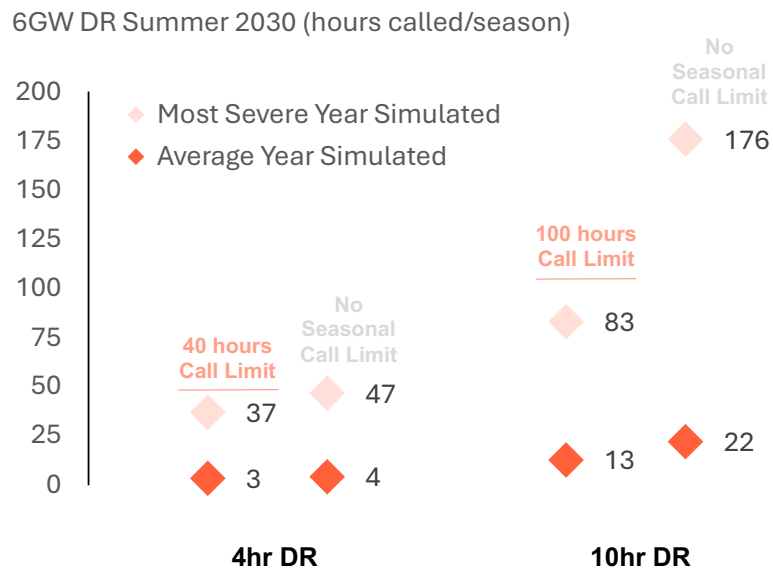 6GW DR Summer 2030 (hours called/season)
No
Seasonal
Call Limit
200
175
150
125
100
75
50
25
0
Most Severe Year Simulated
Average Year Simulated
176
100 hours
Call Limit
83
No
Seasonal
Call Limit
40 hours
Call Limit
47
37
3
4
13
22
4hr DR
10hr DR